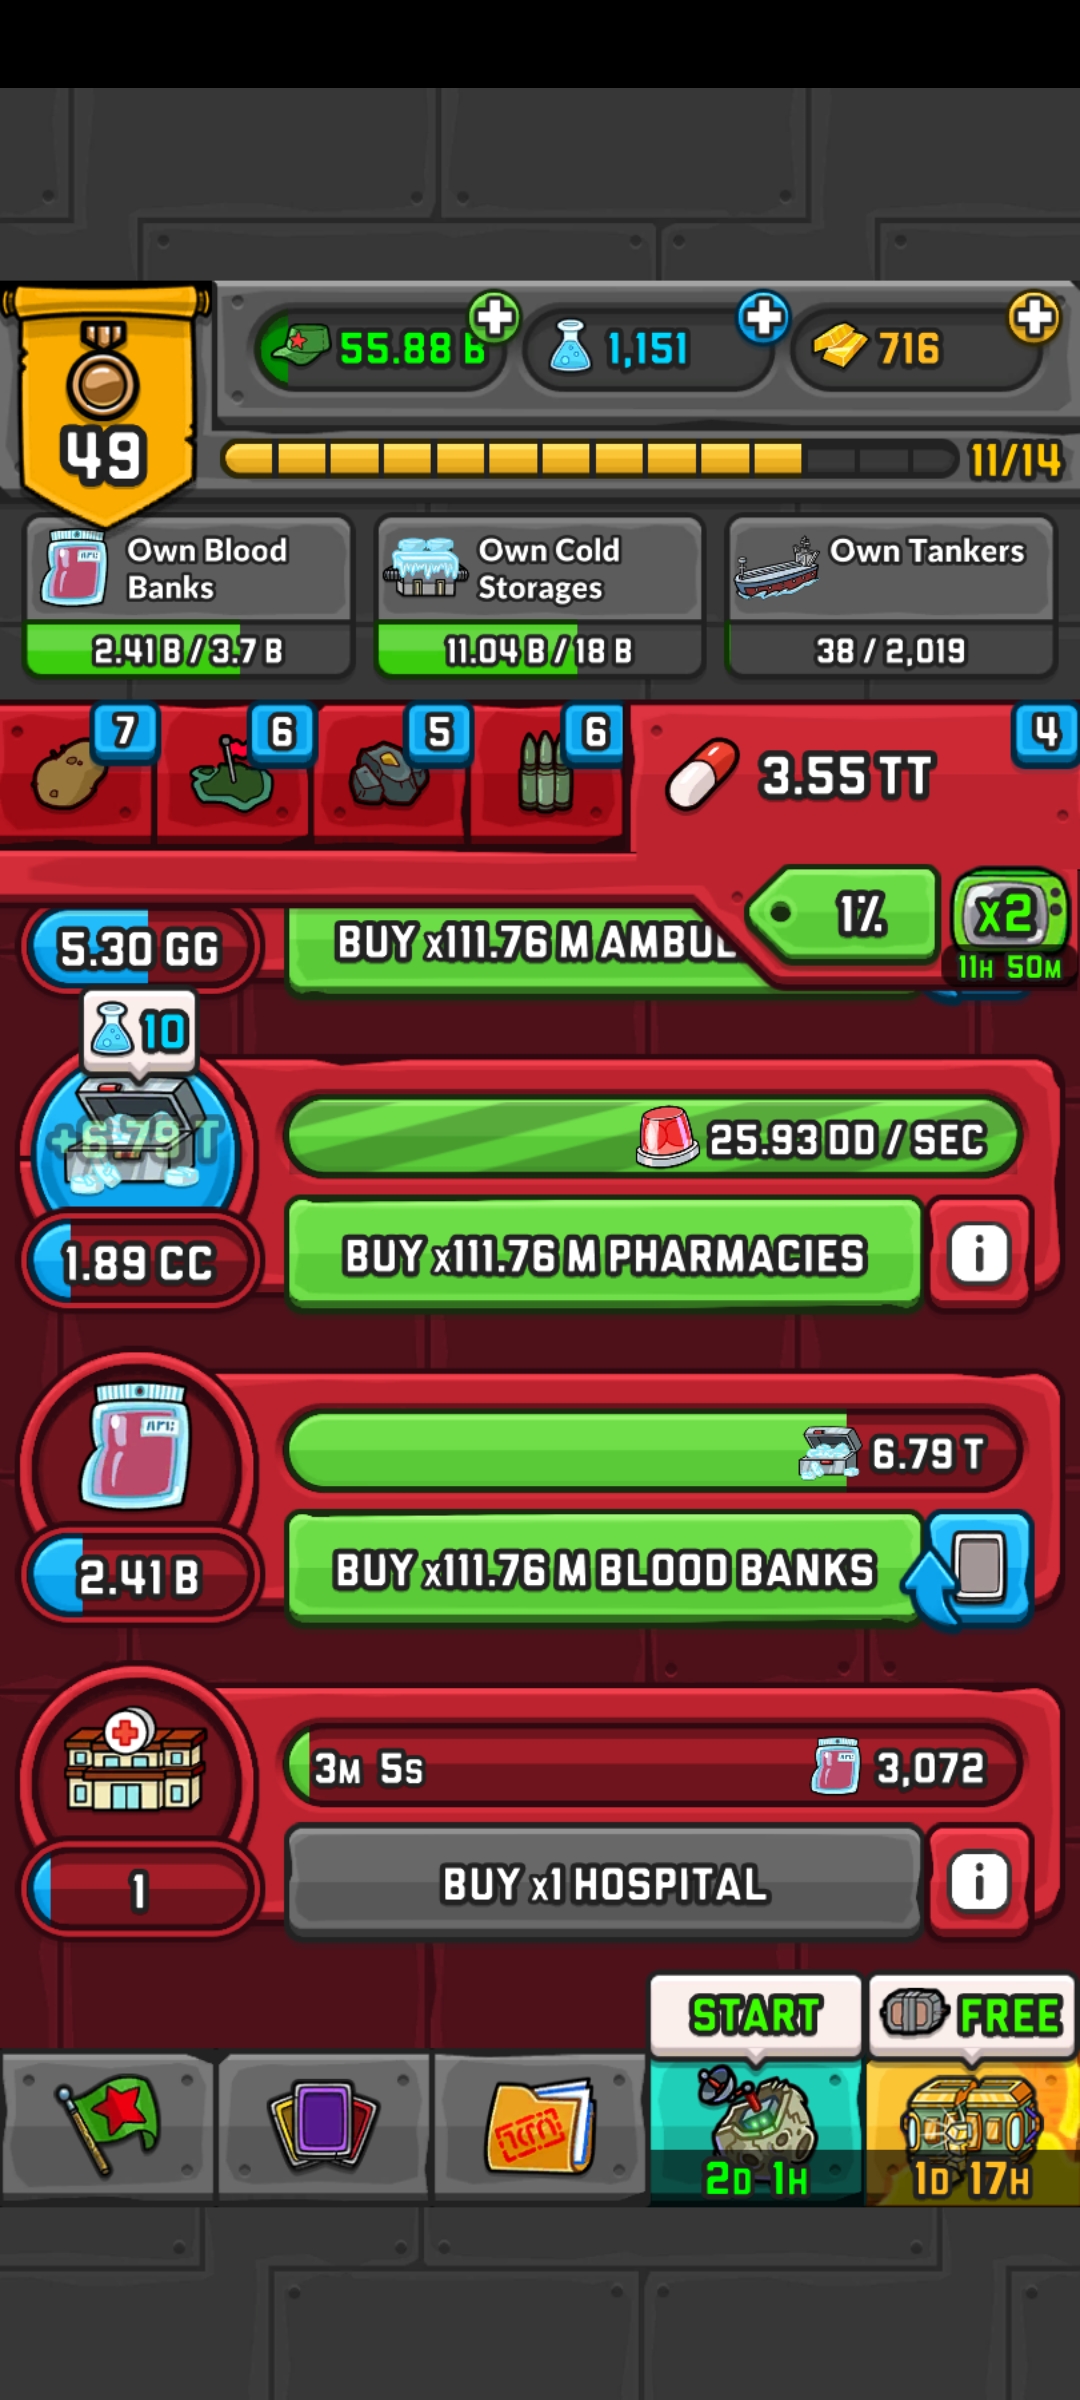 55.88 B
1,151
716
49
11/14
Own Blood
Banks
2.41 B / 3.7 B
Own Cold
Storages
11.04 B / 18 B
Own Tankers
38 / 2,019
7
6
5
6
3.55 TT
4
1%
x2
11H 50M
5.30 GG
BUY x111.76 M AMBUL
10
+6.79 T
25.93 DD / SEC
1.89 CC
BUY x111.76 M PHARMACIES
6.79 T
2.41 B
BUY x111.76 M BLOOD BANKS
3M 5S
3,072
1
BUY x1 HOSPITAL
START
FREE
2D 1H
1D 17H